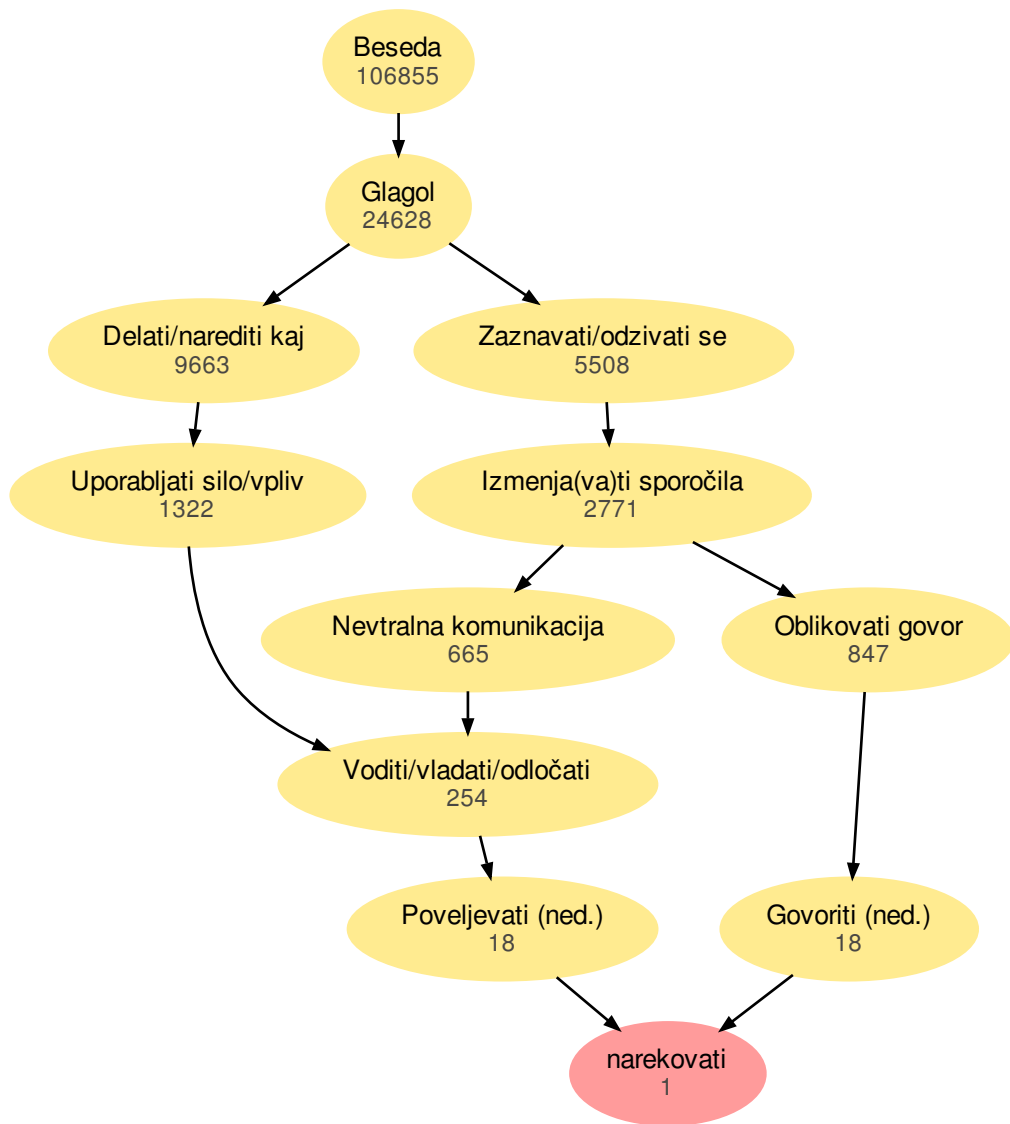 Beseda
106855
Glagol
24628
Delati/narediti kaj
9663
Zaznavati/odzivati se
5508
Uporabljati silo/vpliv
1322
Izmenja(va)ti sporočila
2771
Nevtralna komunikacija
665
Oblikovati govor
847
Voditi/vladati/odločati
254
Poveljevati (ned.)
18
Govoriti (ned.)
18
narekovati
1